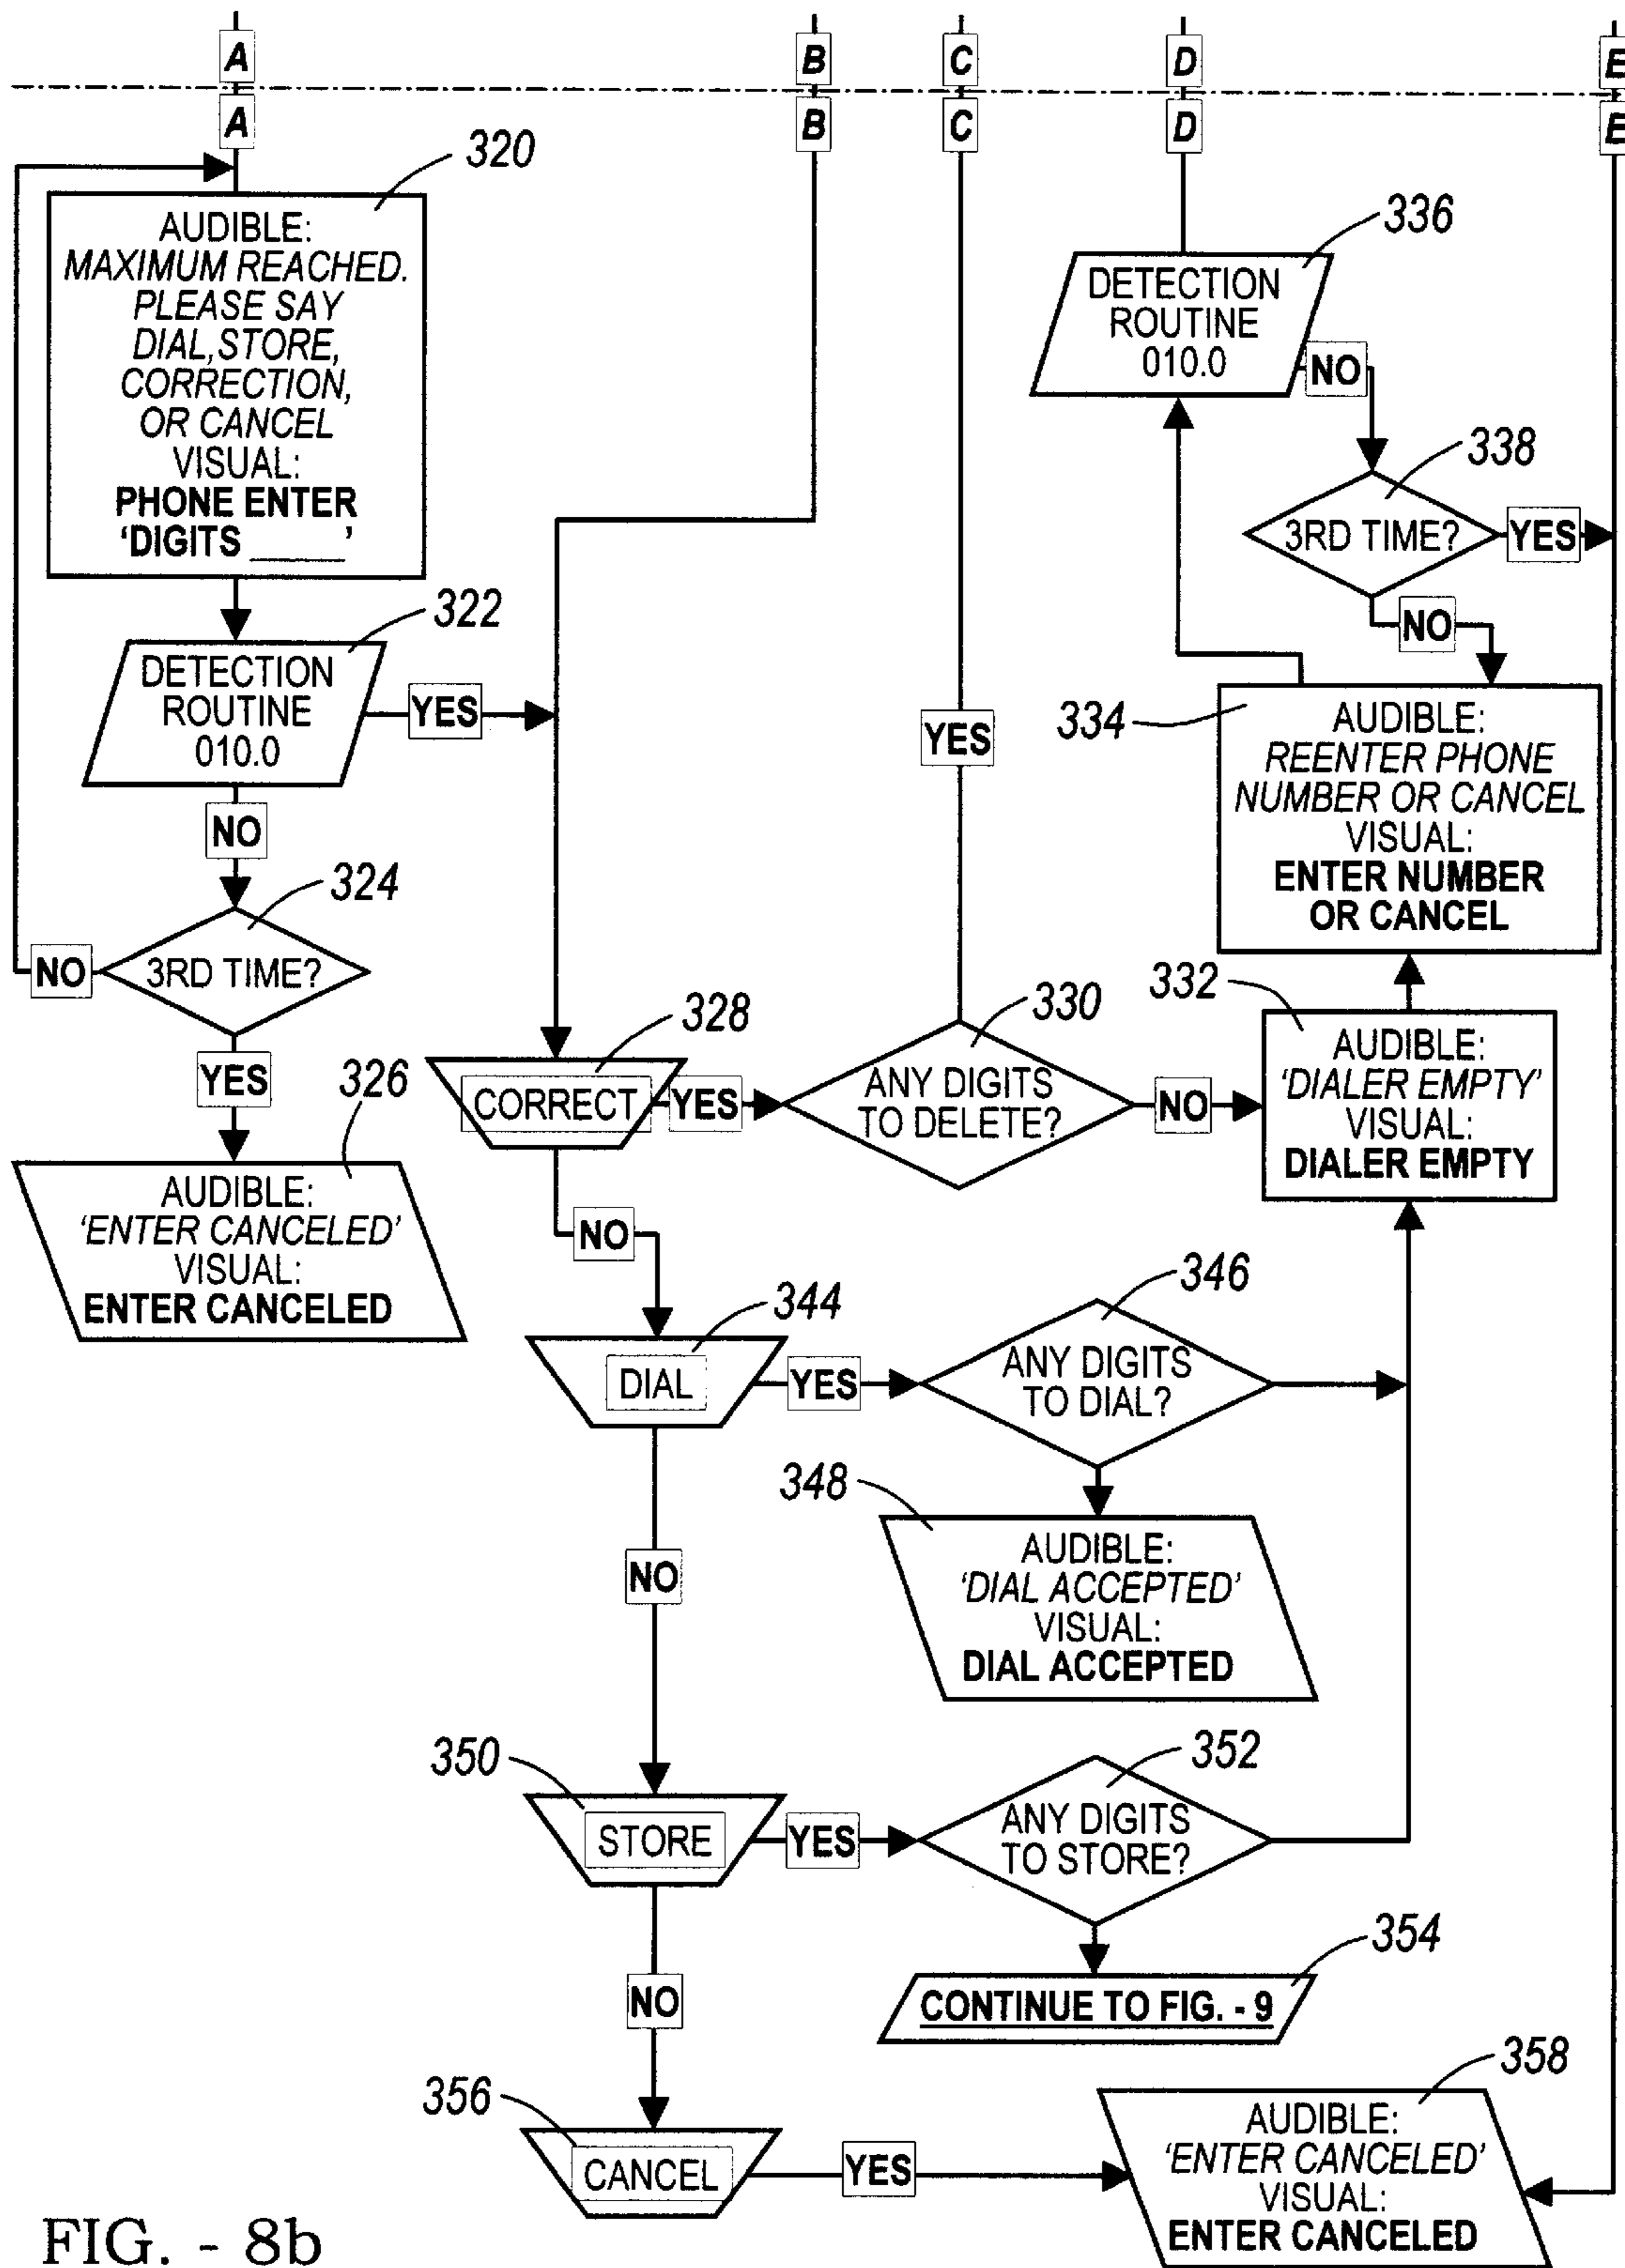 A B C D E
A B C D E
320
AUDIBLE:
MAXIMUM REACHED.
PLEASE SAY
DIAL, STORE,
CORRECTION,
OR CANCEL
VISUAL:
PHONE ENTER
‘DIGITS _____’
322
DETECTION
ROUTINE
010.0
YES
NO
324
3RD TIME?
NO
YES
326
AUDIBLE:
‘ENTER CANCELED’
VISUAL:
ENTER CANCELED
336
DETECTION
ROUTINE
010.0
NO
338
3RD TIME?
YES
NO
334
AUDIBLE:
REENTER PHONE
NUMBER OR CANCEL
VISUAL:
ENTER NUMBER
OR CANCEL
YES
332
AUDIBLE:
‘DIALER EMPTY’
VISUAL:
DIALER EMPTY
328
CORRECT
YES
330
ANY DIGITS
TO DELETE?
NO
NO
344
DIAL
YES
346
ANY DIGITS
TO DIAL?
348
AUDIBLE:
‘DIAL ACCEPTED’
VISUAL:
DIAL ACCEPTED
NO
350
STORE
YES
352
ANY DIGITS
TO STORE?
354
CONTINUE TO FIG. - 9
NO
356
CANCEL
YES
358
AUDIBLE:
‘ENTER CANCELED’
VISUAL:
ENTER CANCELED
FIG. - 8b